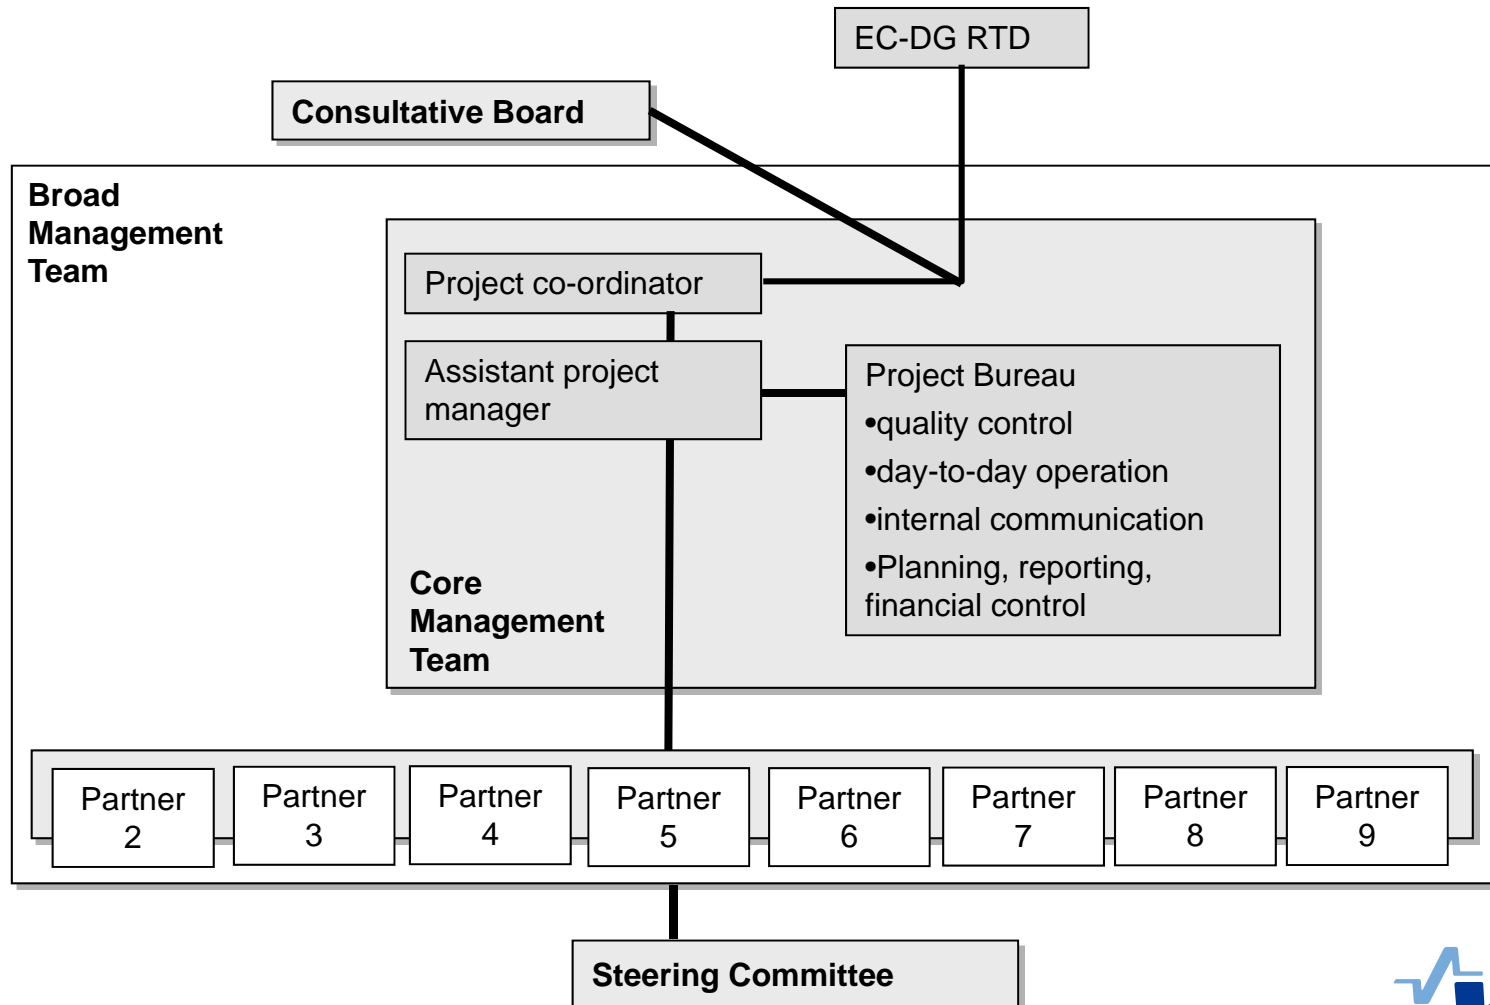 EC-DG RTD
Consultative Board
Broad
Management
Team
Project co-ordinator
Assistant project
manager
Project Bureau
•quality control
•day-to-day operation
•internal communication
•Planning, reporting,
financial control
Core
Management
Team
Partner
2
Partner
3
Partner
4
Partner
5
Partner
6
Partner
7
Partner
8
Partner
9
Steering Committee